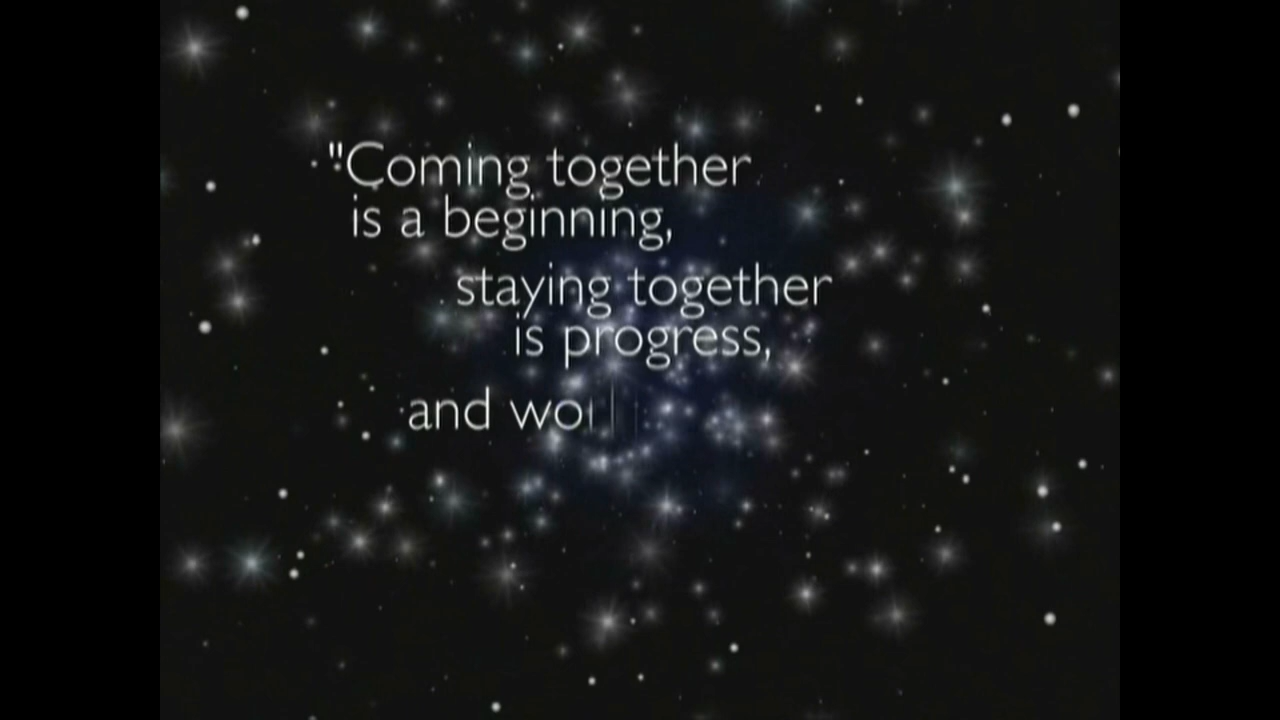 "Coming together
is a beginning,
staying together
is progress,
and